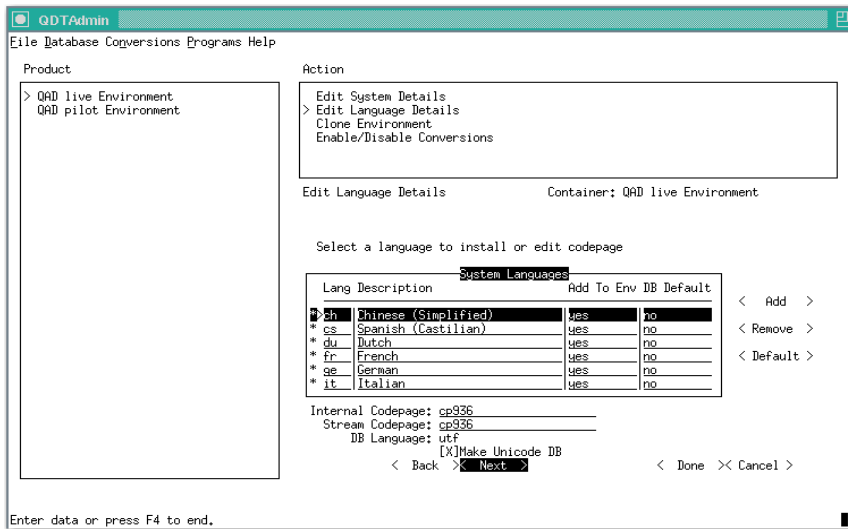 QDTAdmin
File Database Conversions Programs Help
Product
Action
> QAD live Environment
QAD pilot Environment
Edit System Details
> Edit Language Details
Clone Environment
Enable/Disable Conversions
Edit Language Details Container: QAD live Environment
Select a language to install or edit codepage
System Languages
Lang Description Add To Env DB Default
*>ch Chinese (Simplified) yes no
* cs Spanish (Castilian) yes no
* du Dutch yes no
* fr French yes no
* ge German yes no
* it Italian yes no
< Add >
< Remove >
< Default >
Internal Codepage: cp936
Stream Codepage: cp936
DB Language: utf
[X]Make Unicode DB
< Back >< Next > < Done >< Cancel >
Enter data or press F4 to end.